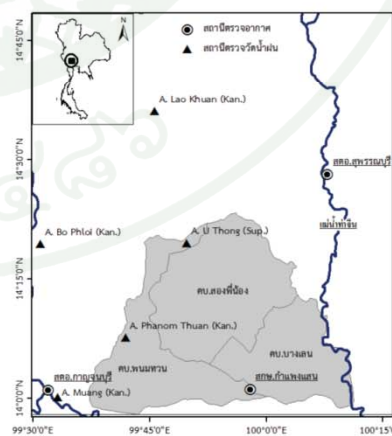 N
สถานีตรวจอากาศ
สถานีตรวจวัดน้ำฝน
14°45'0"N
A. Lao Khuan (Kan.)
14°30'0"N
สตอ.สุพรรณบุรี
แม่น้ำท่าจีน
A. Bo Phloi (Kan.)
A. U Thong (Sup.)
14°15'0"N
คบ.สองพี่น้อง
A. Phanom Thuan (Kan.)
คบ.บางเลน
คบ.พนมทวน
สตอ.กาญจนบุรี
สกษ.กำแพงแสน
A. Muang (Kan.)
14°0'0"N
99°30'0"E
99°45'0"E
100°0'0"E
100°15'0"E